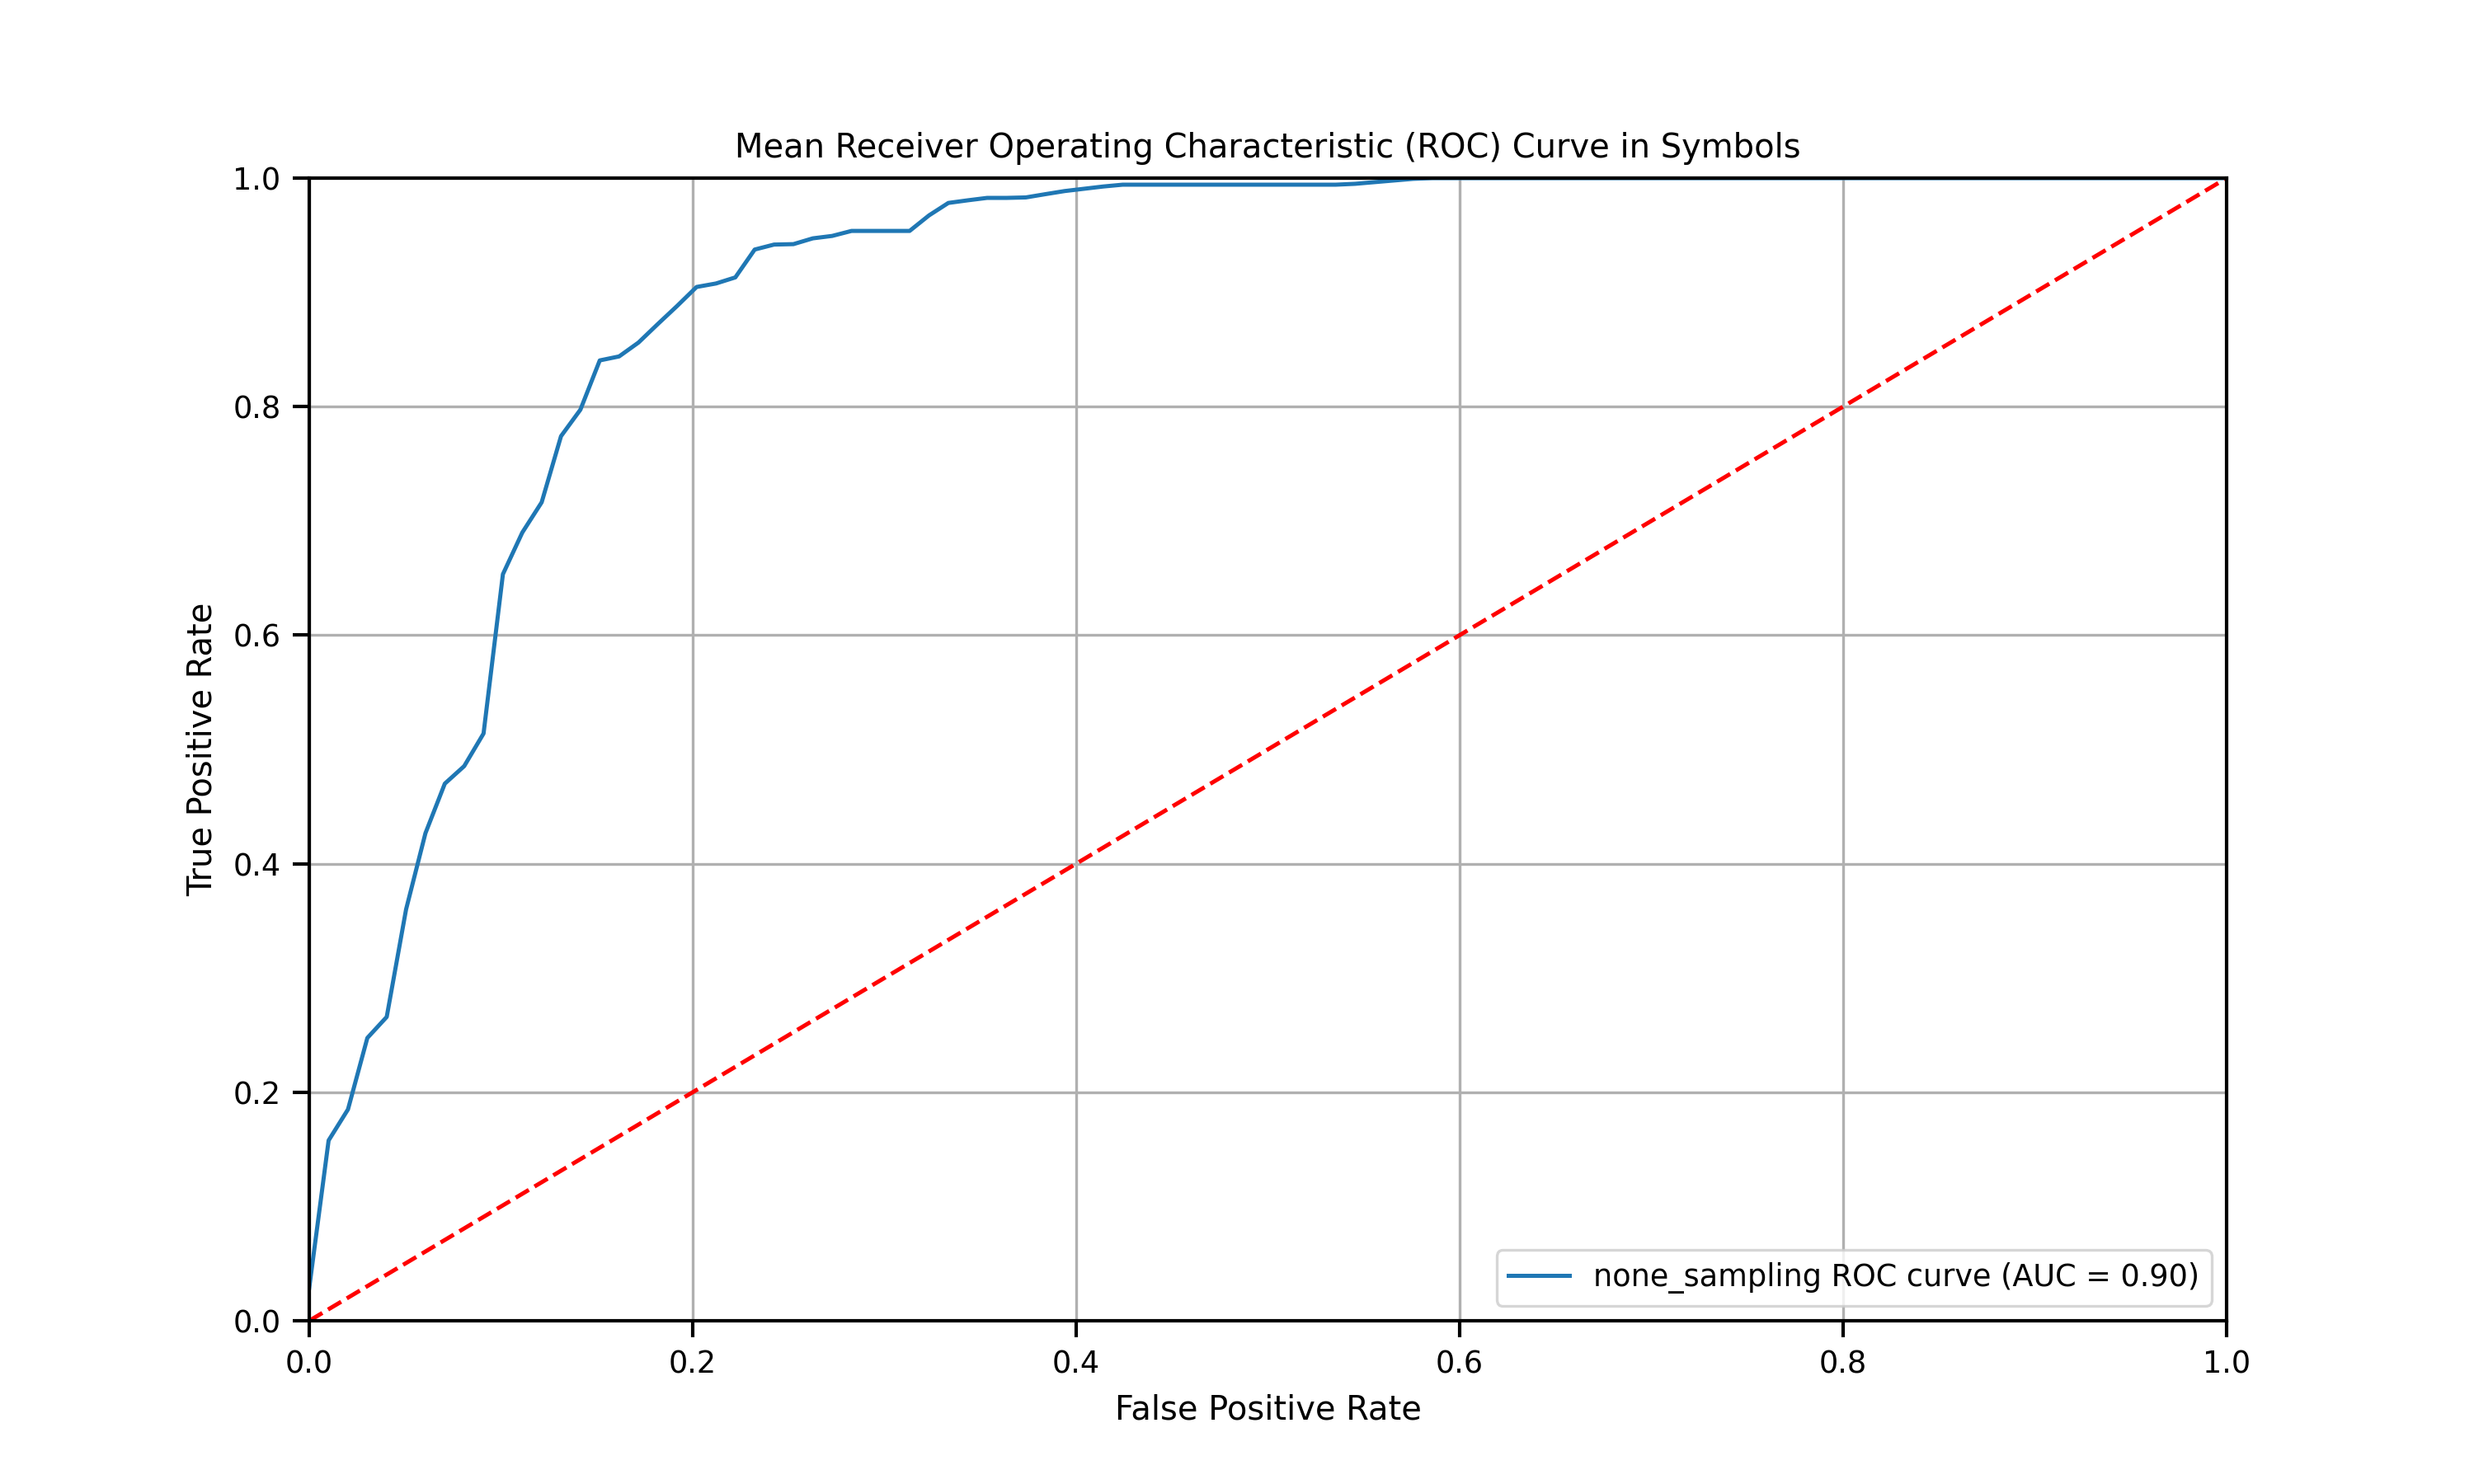 Mean Receiver Operating Characteristic (ROC) Curve in Symbols
1.0
0.8
0.6
0.4
0.2
0.0
True Positive Rate
none_sampling ROC curve (AUC = 0.90)
0.0 0.2 0.4 0.6 0.8 1.0
False Positive Rate